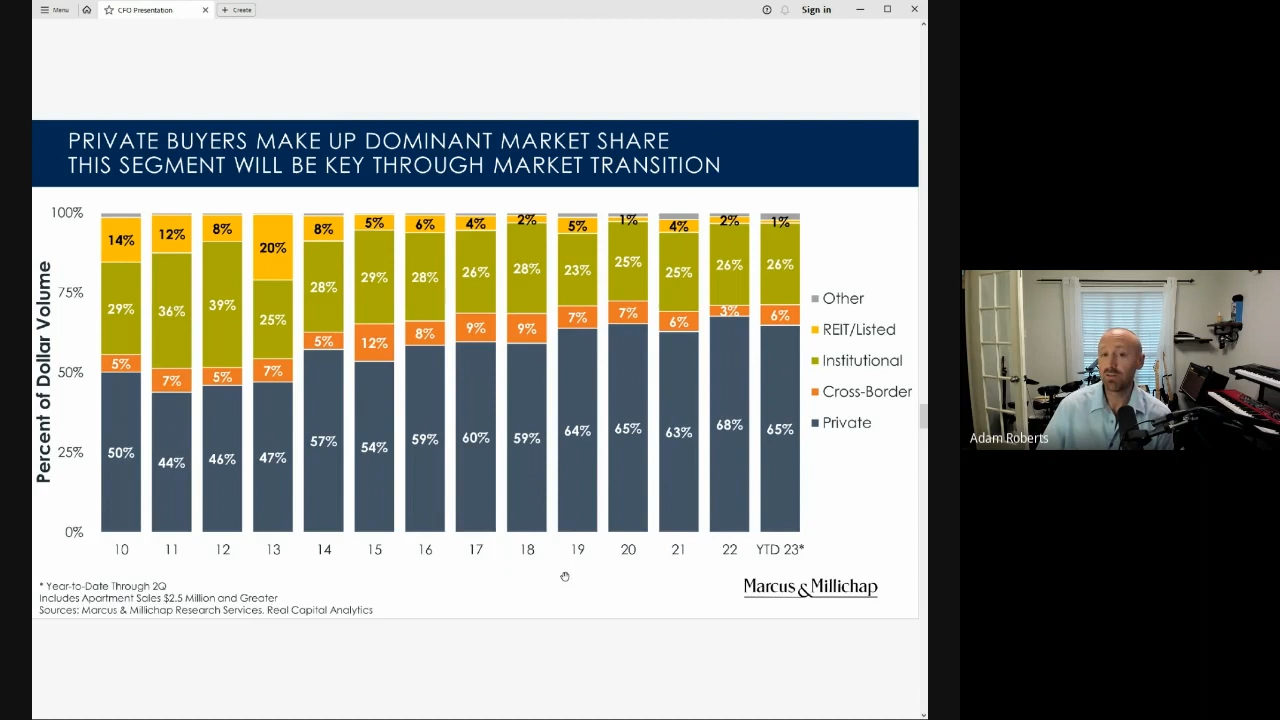 Menu
CFO Presentation
Create
Sign in
PRIVATE BUYERS MAKE UP DOMINANT MARKET SHARE
THIS SEGMENT WILL BE KEY THROUGH MARKET TRANSITION
Percent of Dollar Volume
100%
75%
50%
25%
0%
14% 12% 8% 20% 8% 5% 6% 4% 2% 5% 1% 4% 2% 1%
29% 36% 39% 25% 28% 29% 28% 26% 28% 23% 25% 25% 26% 26%
5% 7% 5% 7% 5% 12% 8% 9% 9% 7% 7% 6% 3% 6%
50% 44% 46% 47% 57% 54% 59% 60% 59% 64% 65% 63% 68% 65%
10 11 12 13 14 15 16 17 18 19 20 21 22 YTD 23*
Other
REIT/Listed
Institutional
Cross-Border
Private
* Year-to-Date Through 2Q
Includes Apartment Sales $2.5 Million and Greater
Sources: Marcus & Millichap Research Services, Real Capital Analytics
Marcus & Millichap
Adam Roberts